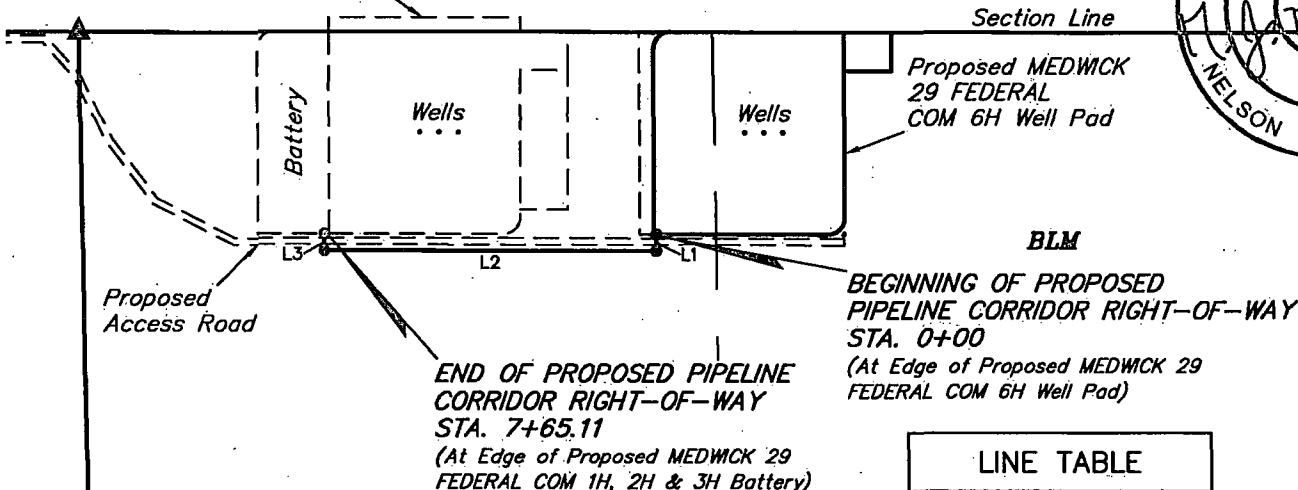 Section Line
NELSON
Proposed MEDWICK
29 FEDERAL
COM 6H Well Pad
Battery
Wells
Wells
L3
L2
L1
BLM
Proposed
Access Road
BEGINNING OF PROPOSED
PIPELINE CORRIDOR RIGHT-OF-WAY
STA. 0+00
(At Edge of Proposed MEDWICK 29
FEDERAL COM 6H Well Pad)
END OF PROPOSED PIPELINE
CORRIDOR RIGHT-OF-WAY
STA. 7+65.11
(At Edge of Proposed MEDWICK 29
FEDERAL COM 1H, 2H & 3H Battery)
LINE TABLE